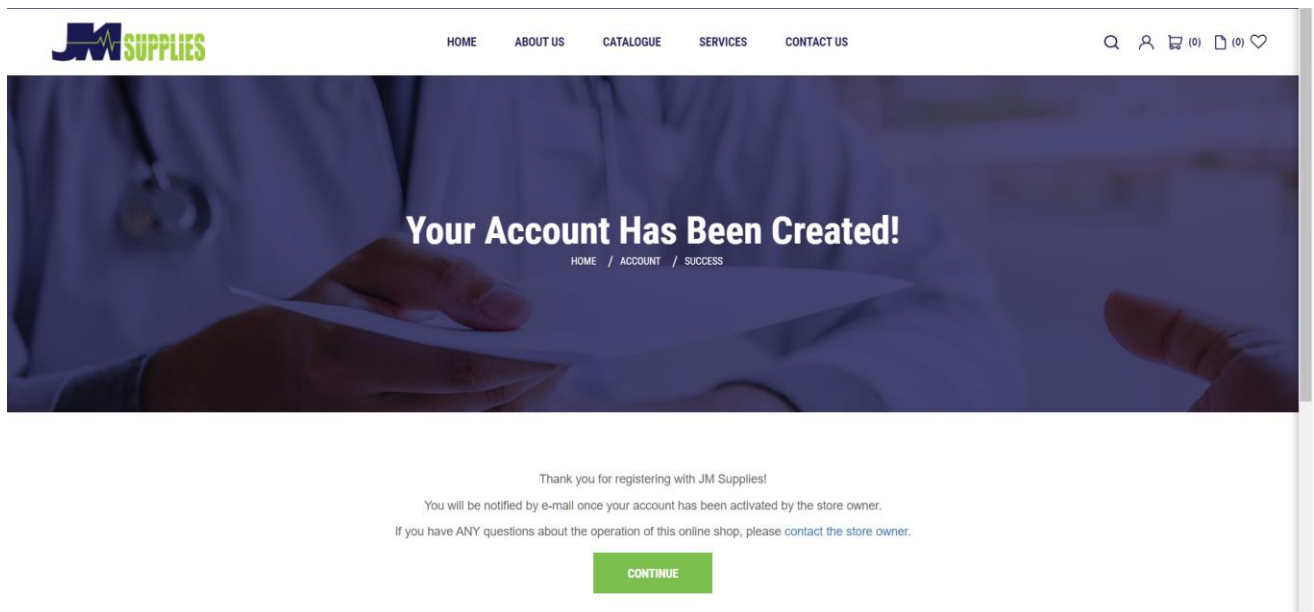 JM SUPPLIES
HOME ABOUT US CATALOGUE SERVICES CONTACT US (0) (0)
Your Account Has Been Created!
HOME / ACCOUNT / SUCCESS
Thank you for registering with JM Supplies!
You will be notified by e-mail once your account has been activated by the store owner.
If you have ANY questions about the operation of this online shop, please contact the store owner.
CONTINUE